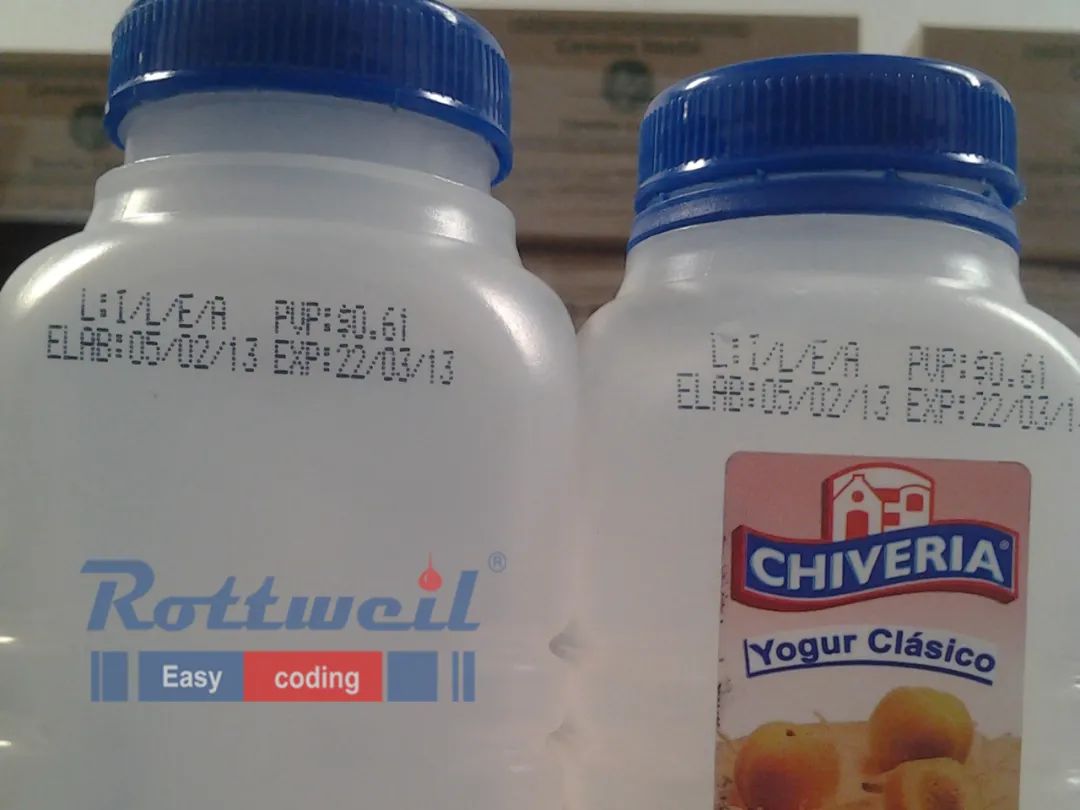 L:I/L/E/A PVP:$0.61
ELAB:05/02/13 EXP:22/03/13
L:I/L/E/A PVP:$0.61
ELAB:05/02/13 EXP:22/03/1
CHIVERIA®
Yogur Clásico
Rottweil®
Easy coding